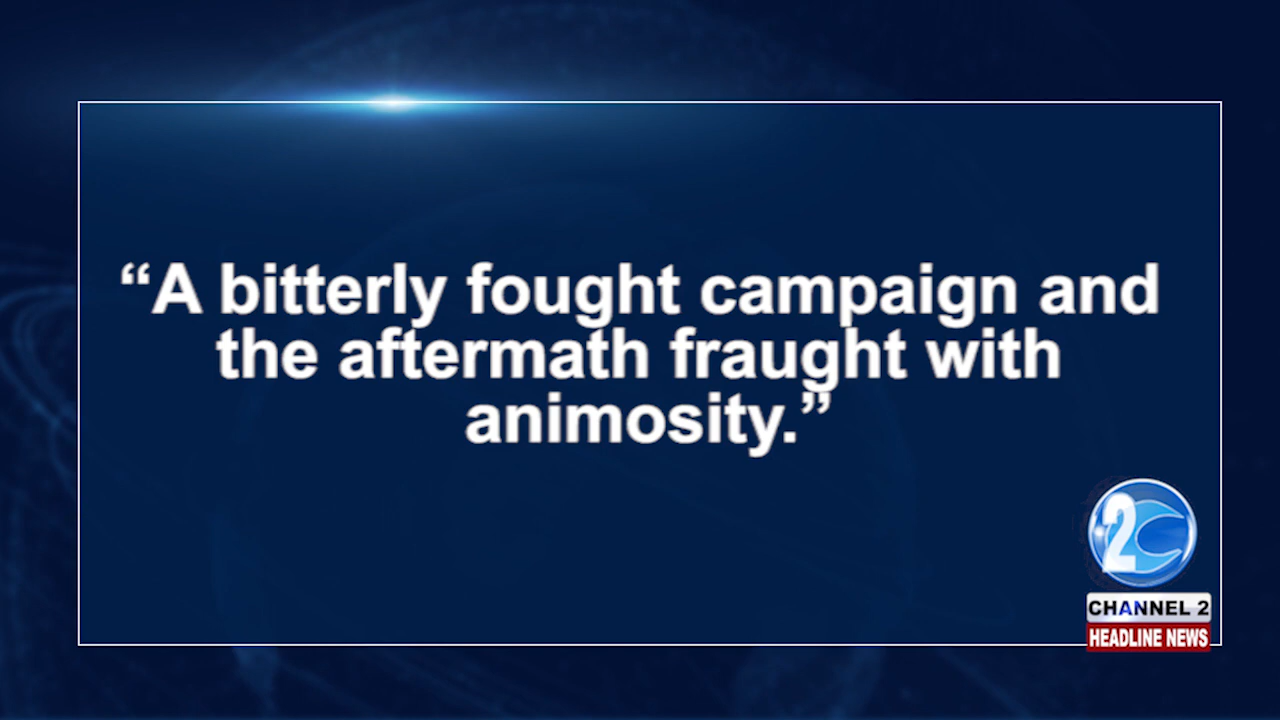 “A bitterly fought campaign and
the aftermath fraught with
animosity.”
2
CHANNEL 2
HEADLINE NEWS